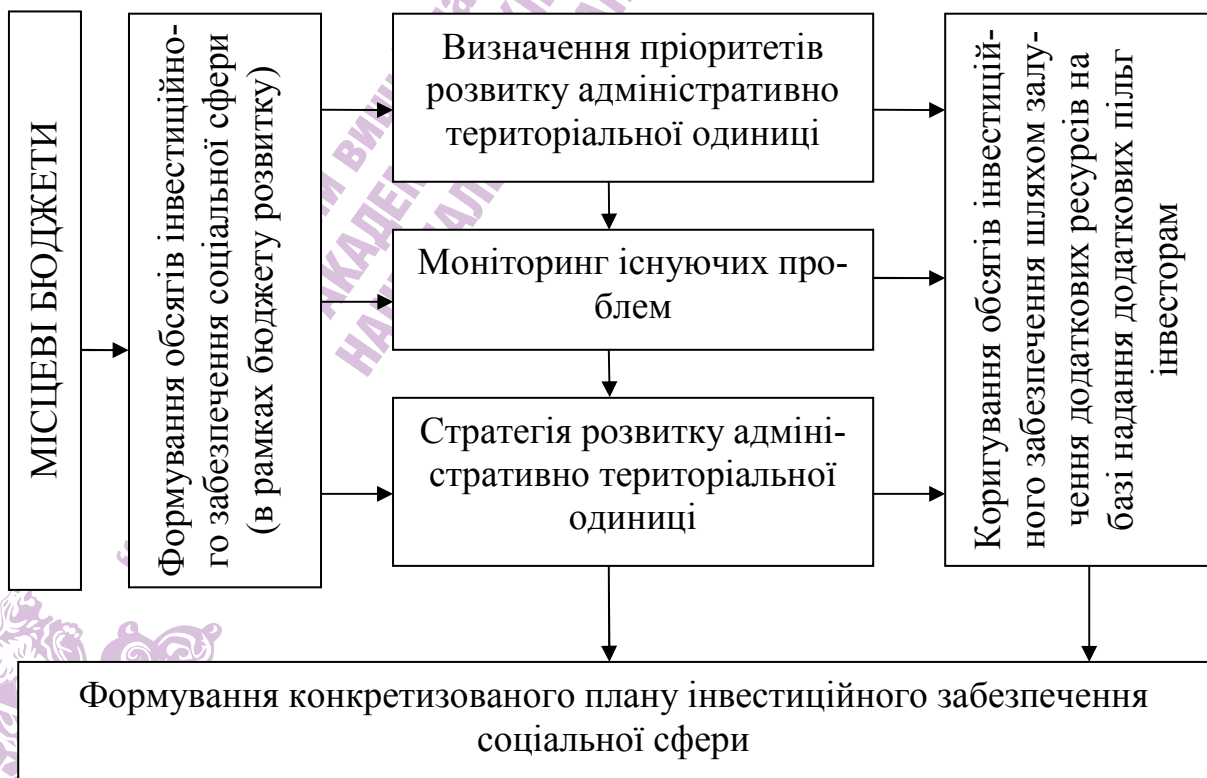 МІСЦЕВІ БЮДЖЕТИ
Формування обсягів інвестиційно-
го забезпечення соціальної сфери
(в рамках бюджету розвитку)
Визначення пріоритетів
розвитку адміністративно
територіальної одиниці
Моніторинг існуючих про-
блем
Стратегія розвитку адміні-
стративно територіальної
одиниці
Коригування обсягів інвестицій-
ного забезпечення шляхом залу-
чення додаткових ресурсів на
базі надання додаткових пільг
інвесторам
Формування конкретизованого плану інвестиційного забезпечення
соціальної сфери